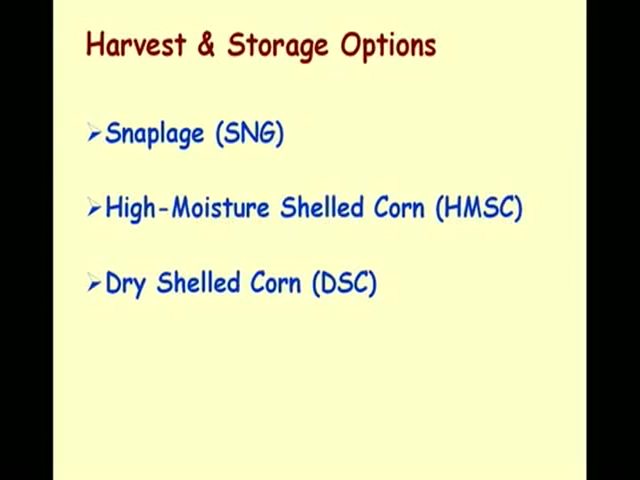 Harvest & Storage Options
➢Snaplage (SNG)
➢High-Moisture Shelled Corn (HMSC)
➢Dry Shelled Corn (DSC)